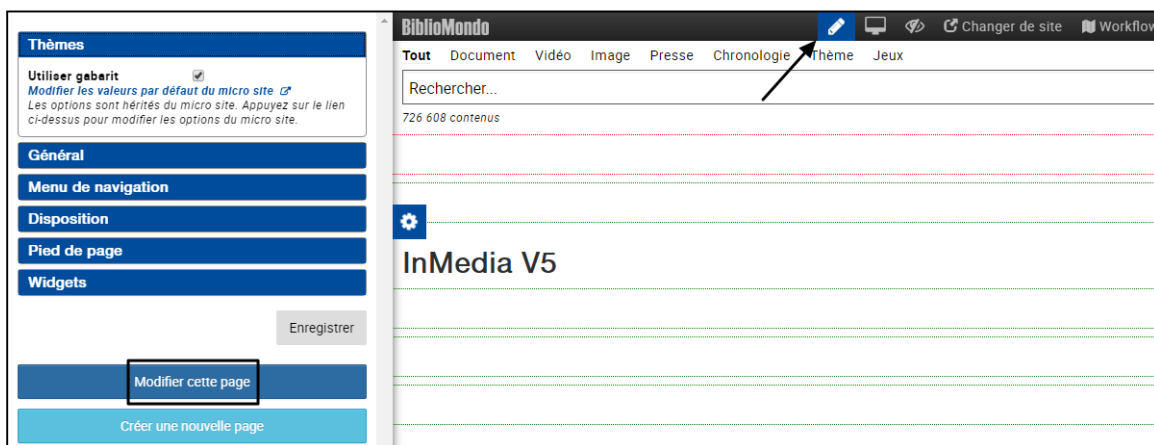 Thèmes
Utiliser gabarit
Modifier les valeurs par défaut du micro site
Les options sont hérités du micro site. Appuyez sur le lien
ci-dessus pour modifier les options du micro site.
Général
Menu de navigation
Disposition
Pied de page
Widgets
Enregistrer
Modifier cette page
Créer une nouvelle page
BiblioMondo
Changer de site
Workflow
Tout Document Vidéo Image Presse Chronologie Thème Jeux
Rechercher...
726 608 contenus
InMedia V5